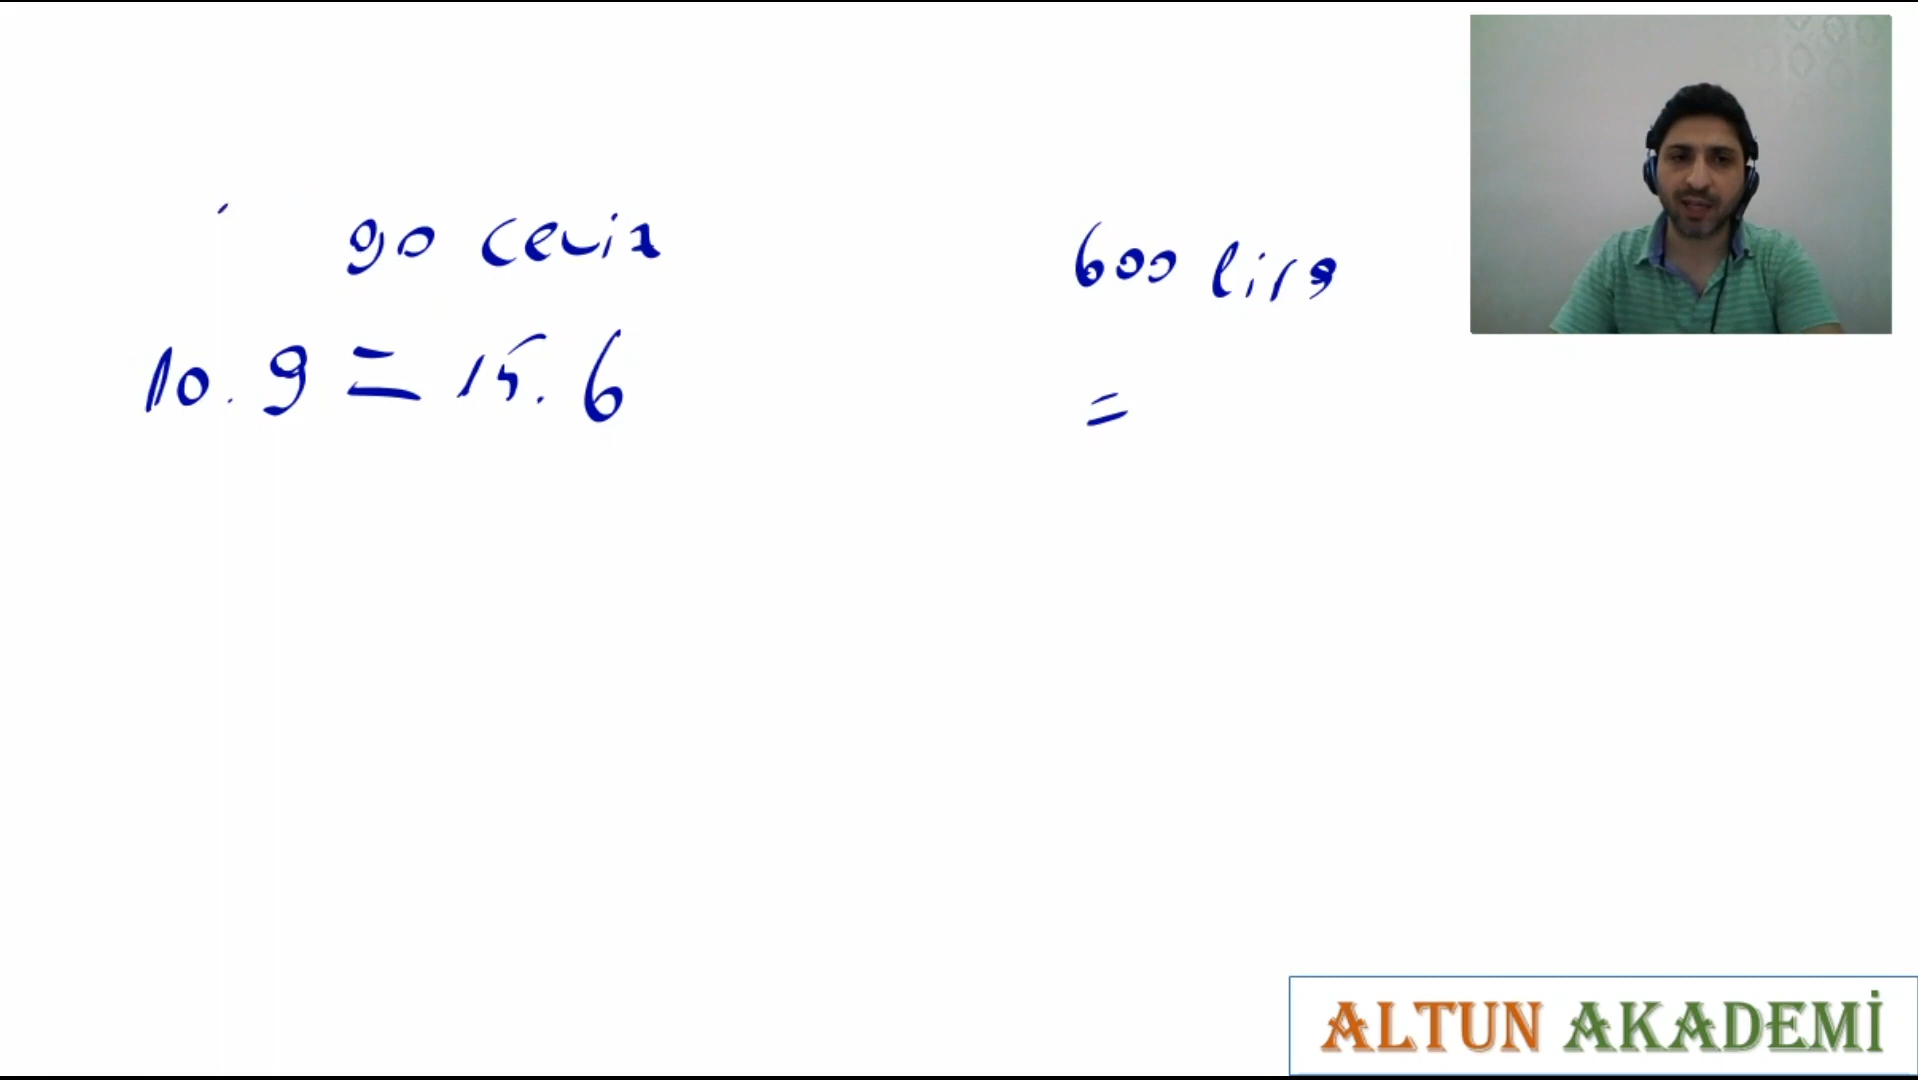 90 ceviz
600 lira
10.9 = 15.6
=
ALTUN AKADEMİ